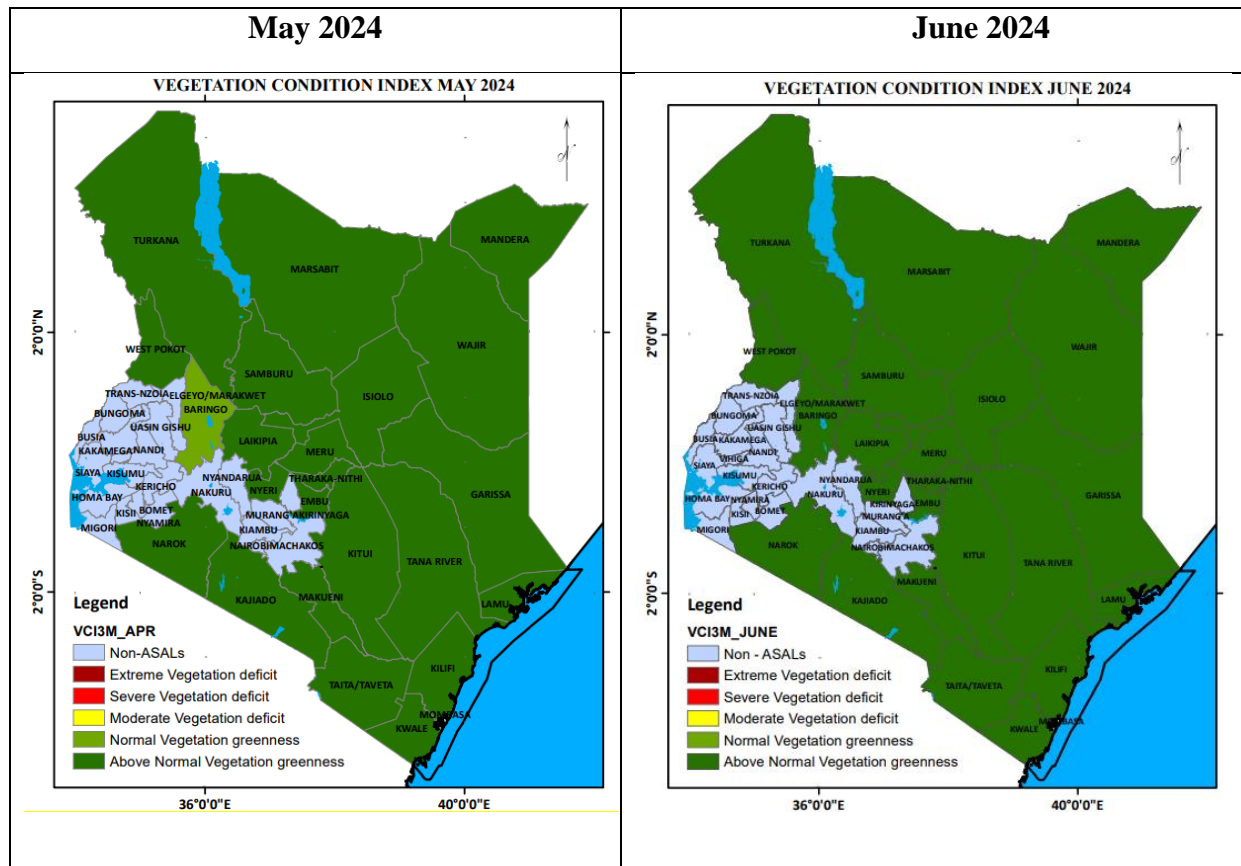 May 2024
June 2024
VEGETATION CONDITION INDEX MAY 2024
TURKANA
MANDERA
MARSABIT
WAJIR
WEST POKOT
SAMBURU
ISIOLO
TRANS-NZOIA
ELGEYO/MARAKWET
BARINGO
BUNGOMA
UASIN GISHU
BUSIA
LAIKIPIA
KAKAMEGA
NANDI
MERU
SIAYA
KISUMU
NYANDARUA
THARAKA-NITHI
KERICHO
NAKURU
NYERI
GARISSA
HOMA BAY
EMBU
KISII
BOMET
MURANG'A
KIRINYAGA
NYAMIRA
MIGORI
KIAMBU
NAROK
NAIROBI
MACHAKOS
KITUI
TANA RIVER
KAJIADO
MAKUENI
LAMU
KILIFI
TAITA/TAVETA
MOMBASA
KWALE
2°0'0"N
2°0'0"S
Legend
VCI3M_APR
Non-ASALs
Extreme Vegetation deficit
Severe Vegetation deficit
Moderate Vegetation deficit
Normal Vegetation greenness
Above Normal Vegetation greenness
36°0'0"E
40°0'0"E
VEGETATION CONDITION INDEX JUNE 2024
TURKANA
MANDERA
MARSABIT
WAJIR
WEST POKOT
SAMBURU
ISIOLO
TRANS-NZOIA
ELGEYO/MARAKWET
BARINGO
BUNGOMA
UASIN GISHU
BUSIA
KAKAMEGA
LAIKIPIA
NANDI
MERU
VIHIGA
SIAYA
KISUMU
NYANDARUA
THARAKA-NITHI
KERICHO
NAKURU
NYERI
GARISSA
HOMA BAY
NYAMIRA
KIRINYAGA
EMBU
KISII
BOMET
MURANG'A
MIGORI
KIAMBU
NAROK
NAIROBI
MACHAKOS
KITUI
TANA RIVER
MAKUENI
KAJIADO
LAMU
KILIFI
TAITA/TAVETA
MOMBASA
KWALE
2°0'0"N
2°0'0"S
Legend
VCI3M_JUNE
Non - ASALs
Extreme Vegetation deficit
Severe Vegetation deficit
Moderate Vegetation deficit
Normal Vegetation greenness
Above Normal Vegetation greenness
36°0'0"E
40°0'0"E